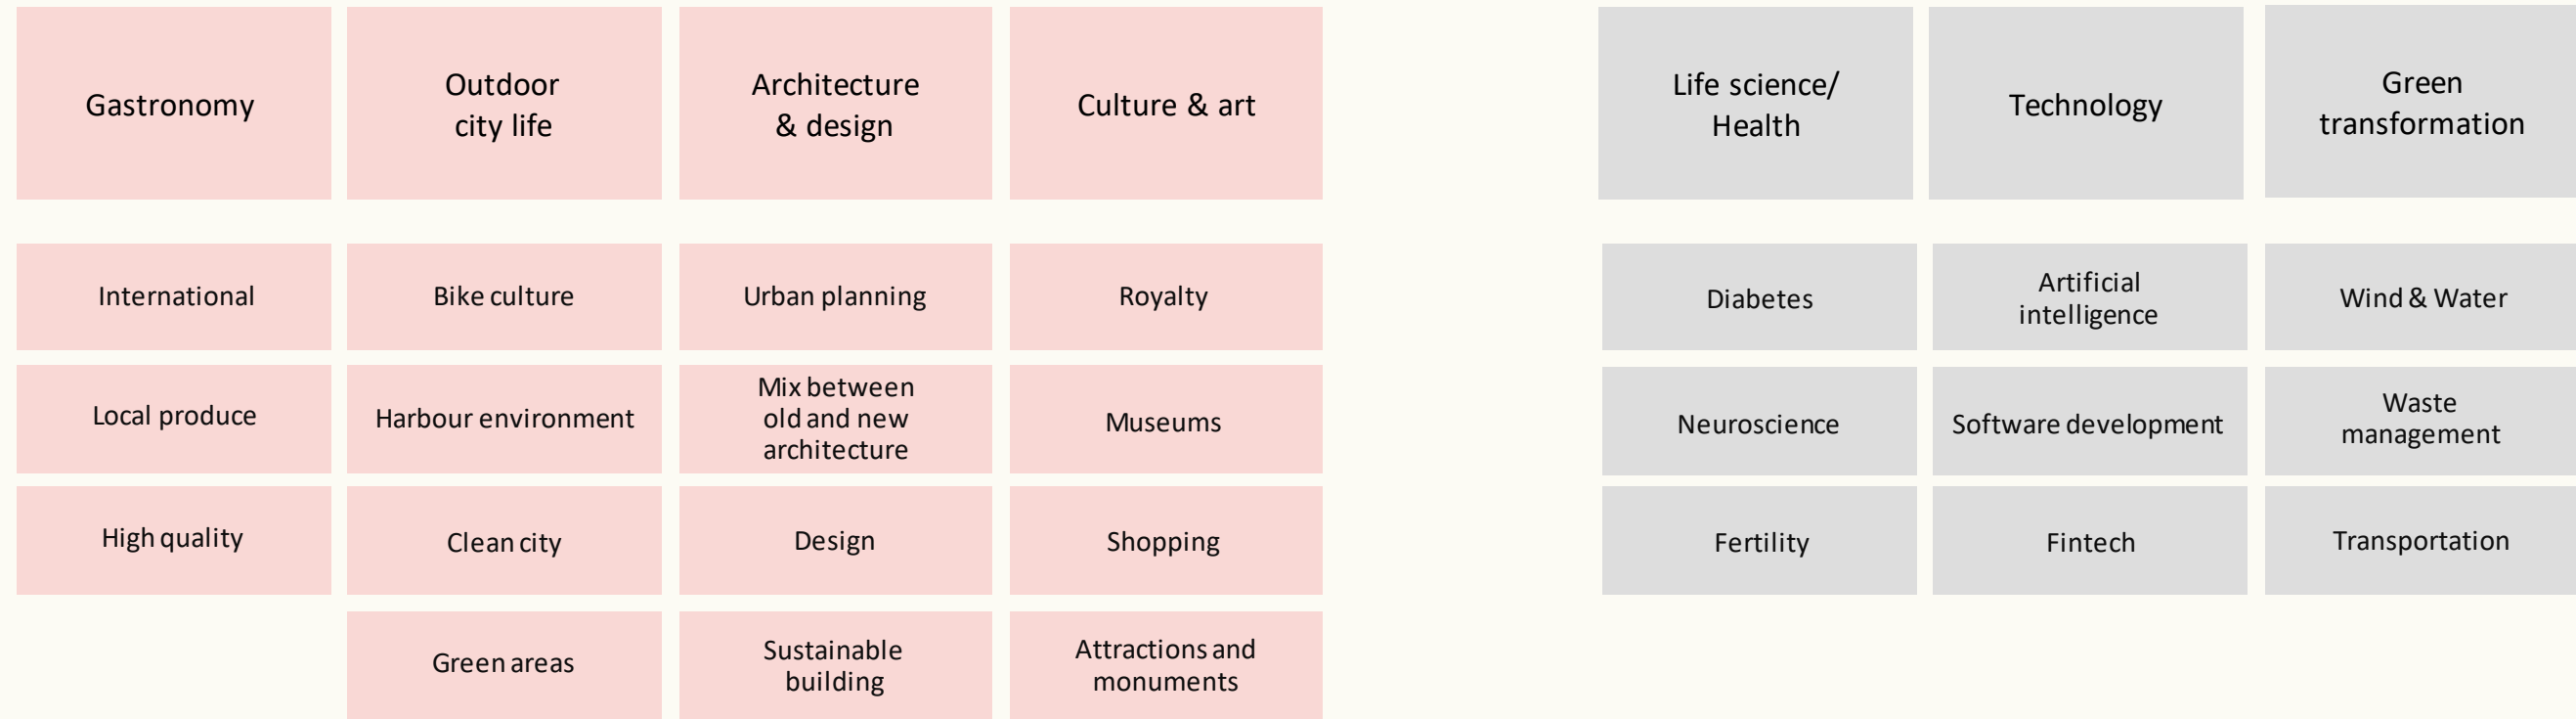 Gastronomy
Outdoor
city life
Architecture
& design
Culture & art
Life science/
Health
Technology
Green
transformation
International
Bike culture
Urban planning
Royalty
Diabetes
Artificial
intelligence
Wind & Water
Local produce
Harbour environment
Mix between
old and new
architecture
Museums
Neuroscience
Software development
Waste
management
High quality
Clean city
Design
Shopping
Fertility
Fintech
Transportation
Green areas
Sustainable
building
Attractions and
monuments